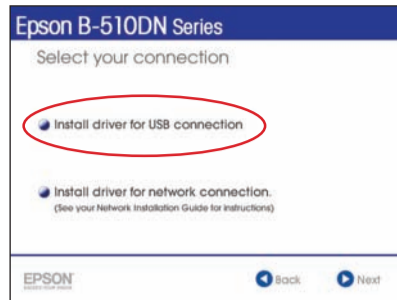 Epson B-510DN Series
Select your connection
Install driver for USB connection
Install driver for network connection.
(See your Network Installation Guide for instructions)
EPSON
Back
Next